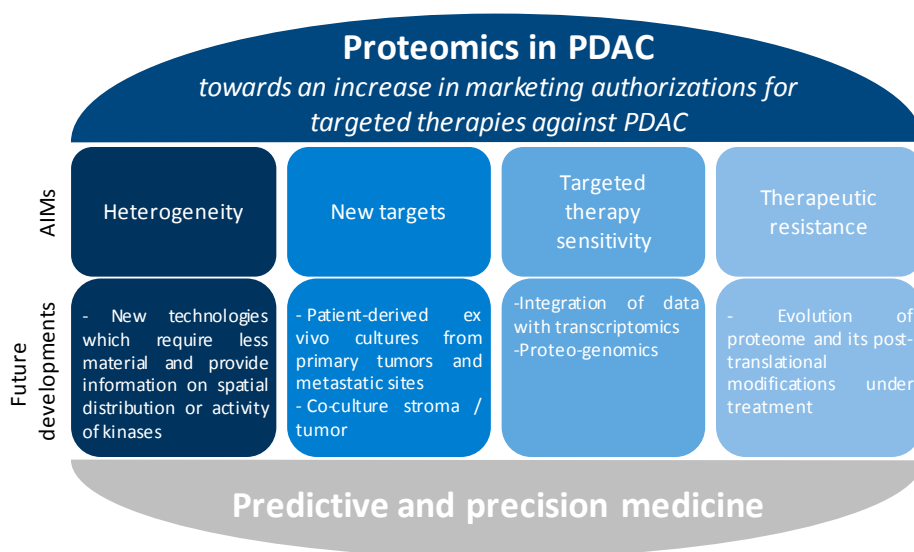 Proteomics in PDAC
towards an increase in marketing authorizations for
targeted therapies against PDAC
AIMs
Heterogeneity
New targets
Targeted
therapy
sensitivity
Therapeutic
resistance
Future
developments
- New technologies
which require less
material and provide
information on spatial
distribution or activity
of kinases
- Patient-derived ex
vivo cultures from
primary tumors and
metastatic sites
- Co-culture stroma /
tumor
-Integration of data
with transcriptomics
-Proteo-genomics
- Evolution of
proteome and its post-
translational
modifications under
treatment
Predictive and precision medicine